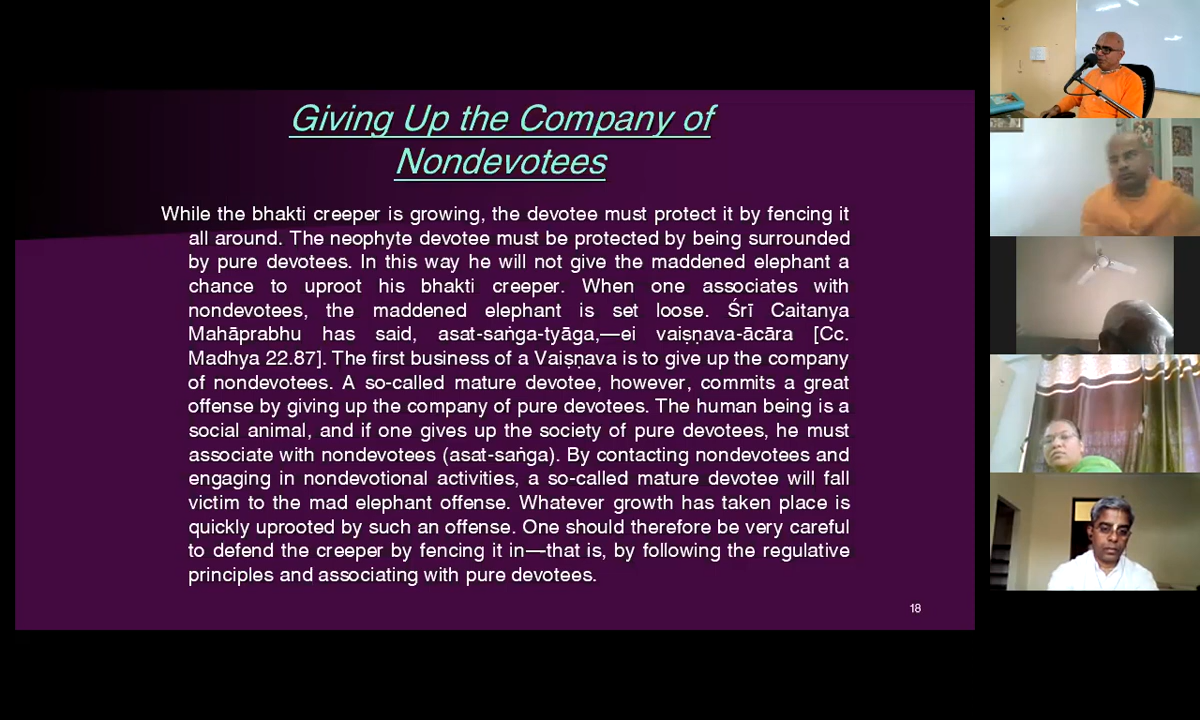 Giving Up the Company of
Nondevotees
While the bhakti creeper is growing, the devotee must protect it by fencing it
all around. The neophyte devotee must be protected by being surrounded
by pure devotees. In this way he will not give the maddened elephant a
chance to uproot his bhakti creeper. When one associates with
nondevotees, the maddened elephant is set loose. Śrī Caitanya
Mahāprabhu has said, asat-saṅga-tyāga,—ei vaiṣṇava-ācāra [Cc.
Madhya 22.87]. The first business of a Vaiṣṇava is to give up the company
of nondevotees. A so-called mature devotee, however, commits a great
offense by giving up the company of pure devotees. The human being is a
social animal, and if one gives up the society of pure devotees, he must
associate with nondevotees (asat-saṅga). By contacting nondevotees and
engaging in nondevotional activities, a so-called mature devotee will fall
victim to the mad elephant offense. Whatever growth has taken place is
quickly uprooted by such an offense. One should therefore be very careful
to defend the creeper by fencing it in—that is, by following the regulative
principles and associating with pure devotees.
18